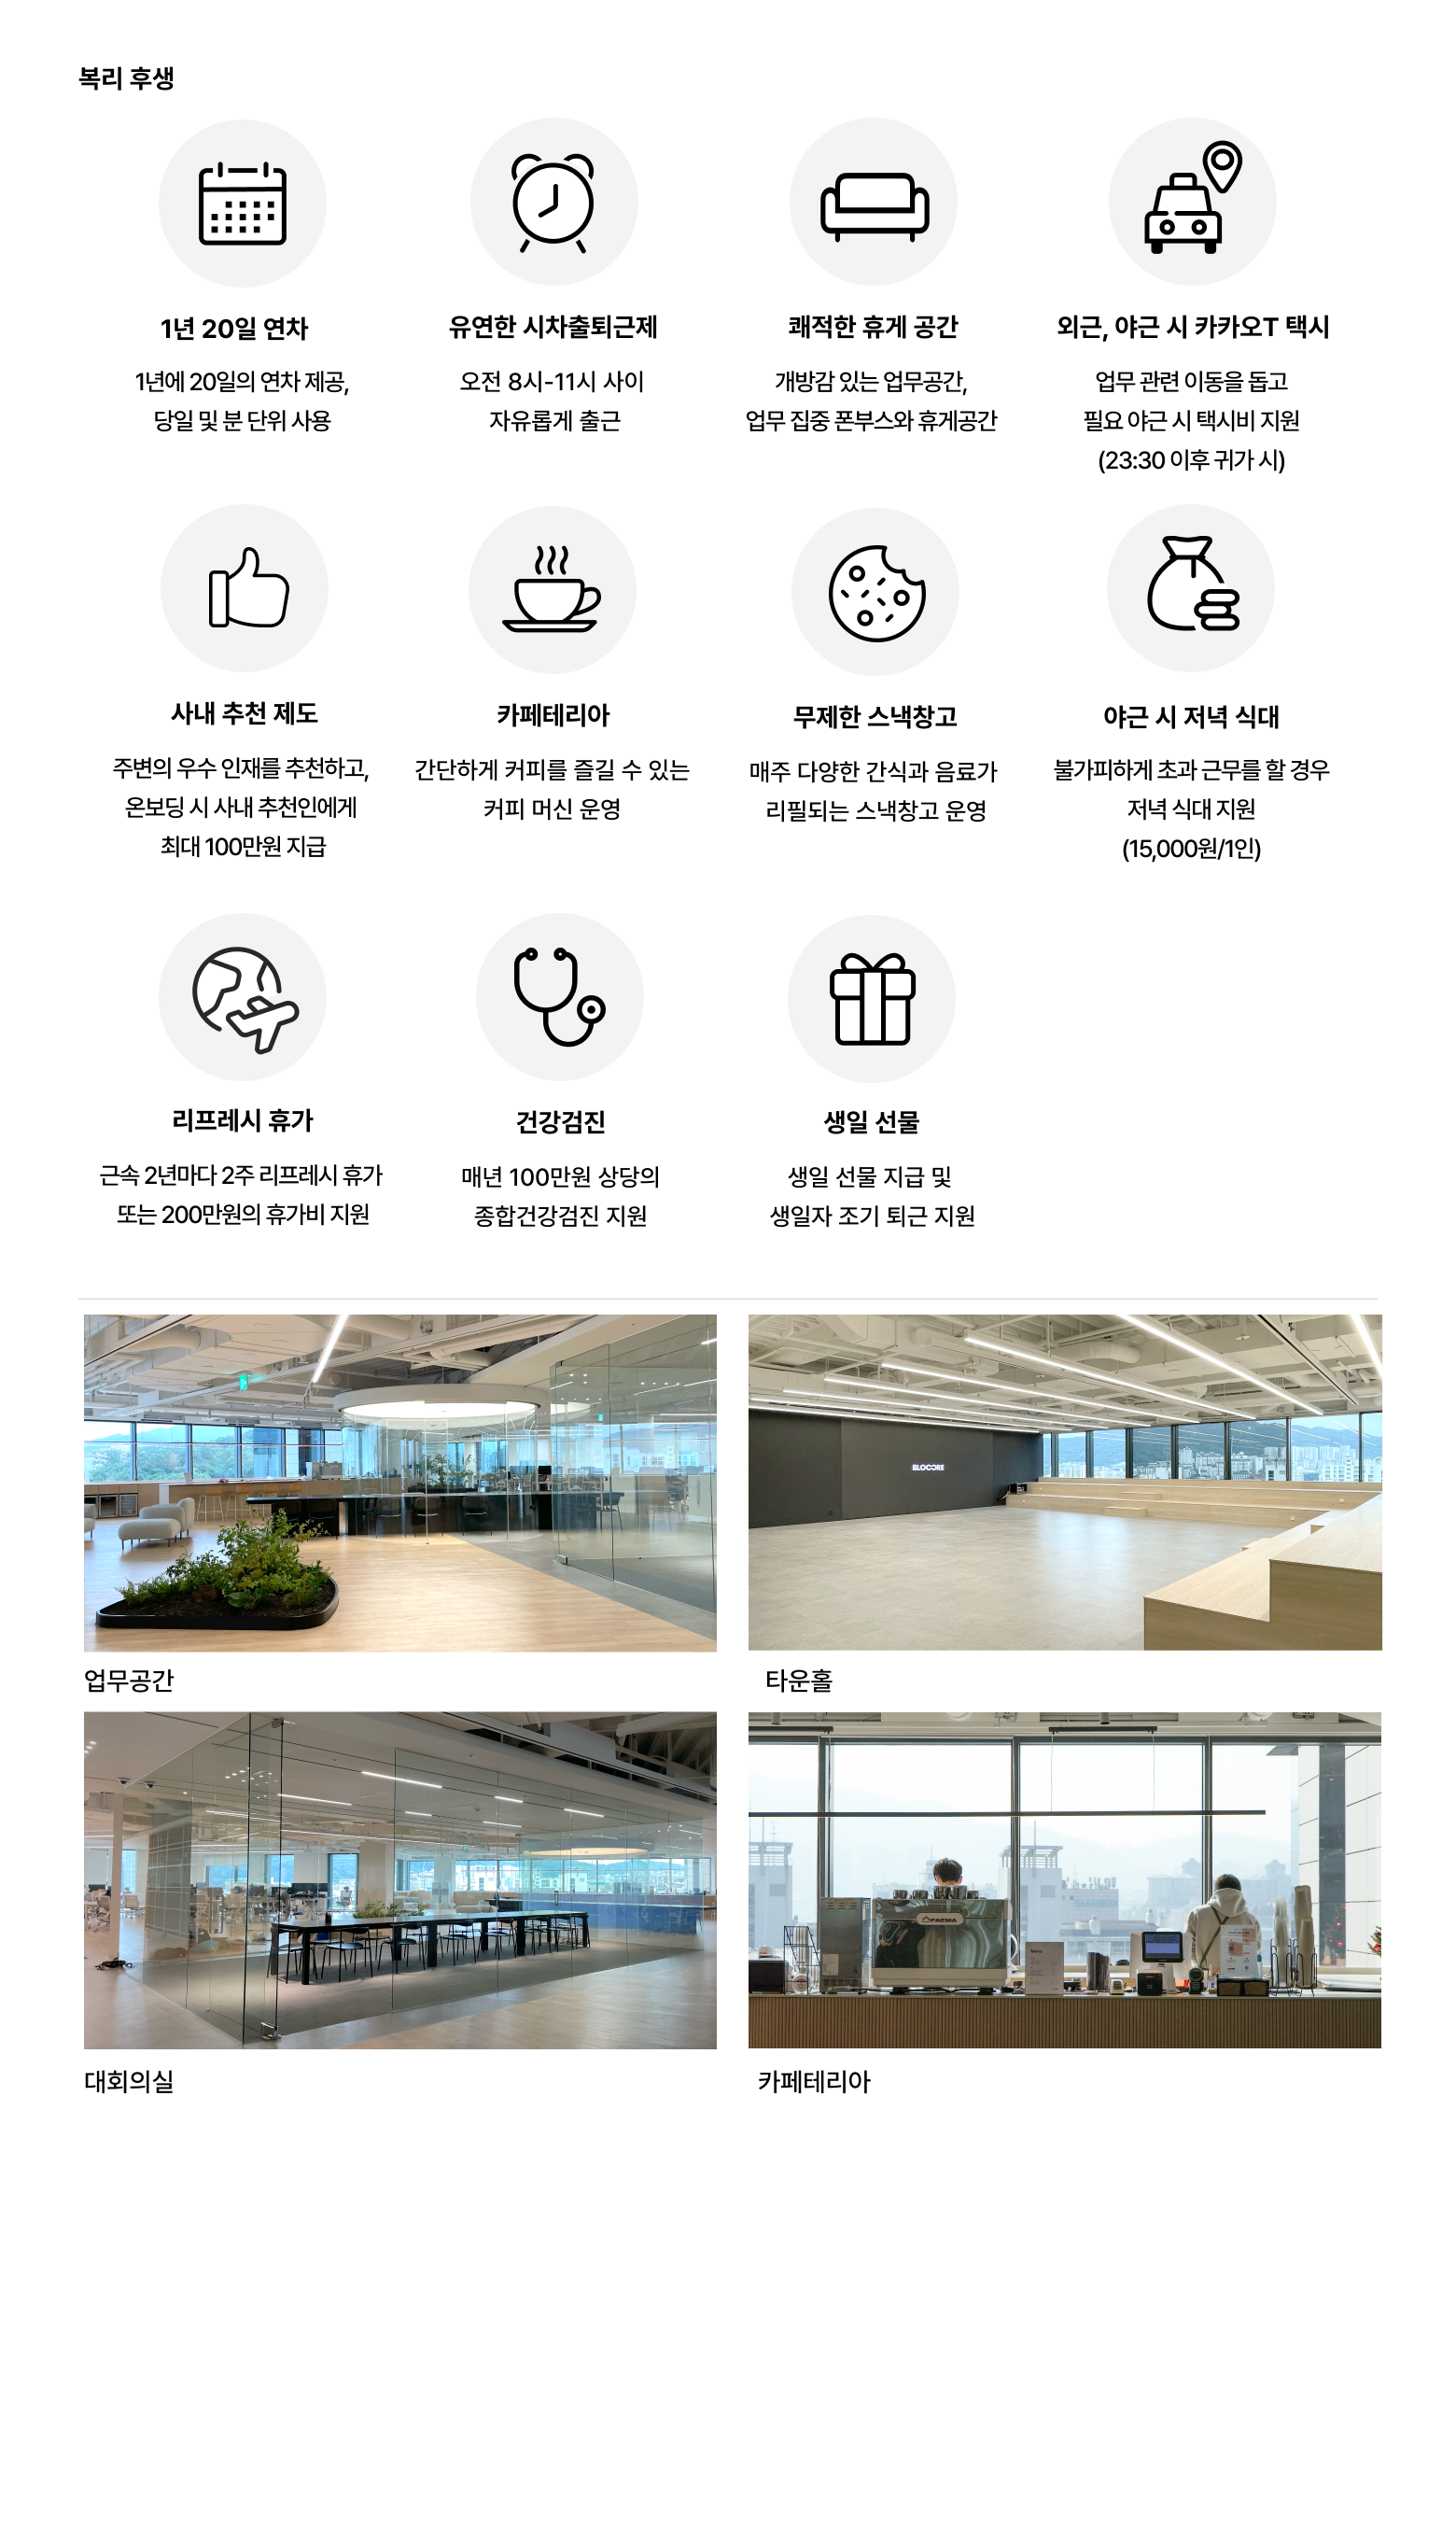 복리 후생
1년 20일 연차
1년에 20일의 연차 제공,
당일 및 분 단위 사용
유연한 시차출퇴근제
오전 8시-11시 사이
자유롭게 출근
쾌적한 휴게 공간
개방감 있는 업무공간,
업무 집중 폰부스와 휴게공간
외근, 야근 시 카카오T 택시
업무 관련 이동을 돕고
필요 야근 시 택시비 지원
(23:30 이후 귀가 시)
사내 추천 제도
주변의 우수 인재를 추천하고,
온보딩 시 사내 추천인에게
최대 100만원 지급
카페테리아
간단하게 커피를 즐길 수 있는
커피 머신 운영
무제한 스낵창고
매주 다양한 간식과 음료가
리필되는 스낵창고 운영
야근 시 저녁 식대
불가피하게 초과 근무를 할 경우
저녁 식대 지원
(15,000원/1인)
리프레시 휴가
근속 2년마다 2주 리프레시 휴가
또는 200만원의 휴가비 지원
건강검진
매년 100만원 상당의
종합건강검진 지원
생일 선물
생일 선물 지급 및
생일자 조기 퇴근 지원
BLOCORE
업무공간
타운홀
FAEMA
대회의실
카페테리아